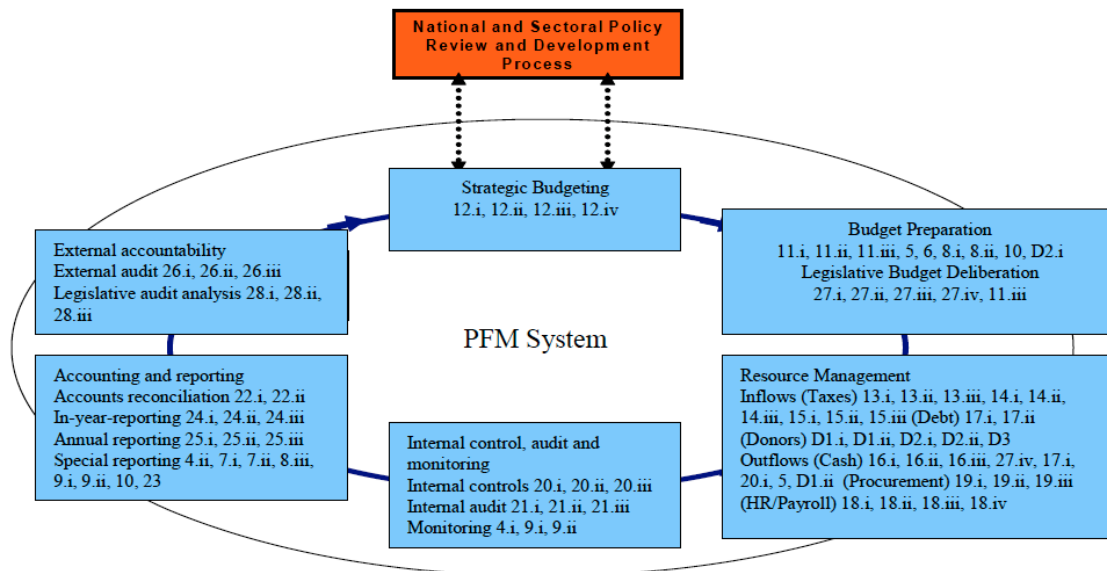 National and Sectoral Policy
Review and Development
Process
Strategic Budgeting
12.i, 12.ii, 12.iii, 12.iv
Budget Preparation
11.i, 11.ii, 11.iii, 5, 6, 8.i, 8.ii, 10, D2.i
Legislative Budget Deliberation
27.i, 27.ii, 27.iii, 27.iv, 11.iii
External accountability
External audit 26.i, 26.ii, 26.iii
Legislative audit analysis 28.i, 28.ii,
28.iii
PFM System
Accounting and reporting
Accounts reconciliation 22.i, 22.ii
In-year-reporting 24.i, 24.ii, 24.iii
Annual reporting 25.i, 25.ii, 25.iii
Special reporting 4.ii, 7.i, 7.ii, 8.iii,
9.i, 9.ii, 10, 23
Resource Management
Inflows (Taxes) 13.i, 13.ii, 13.iii, 14.i, 14.ii,
14.iii, 15.i, 15.ii, 15.iii (Debt) 17.i, 17.ii
(Donors) D1.i, D1.ii, D2.i, D2.ii, D3
Outflows (Cash) 16.i, 16.ii, 16.iii, 27.iv, 17.i,
20.i, 5, D1.ii (Procurement) 19.i, 19.ii, 19.iii
(HR/Payroll) 18.i, 18.ii, 18.iii, 18.iv
Internal control, audit and
monitoring
Internal controls 20.i, 20.ii, 20.iii
Internal audit 21.i, 21.ii, 21.iii
Monitoring 4.i, 9.i, 9.ii